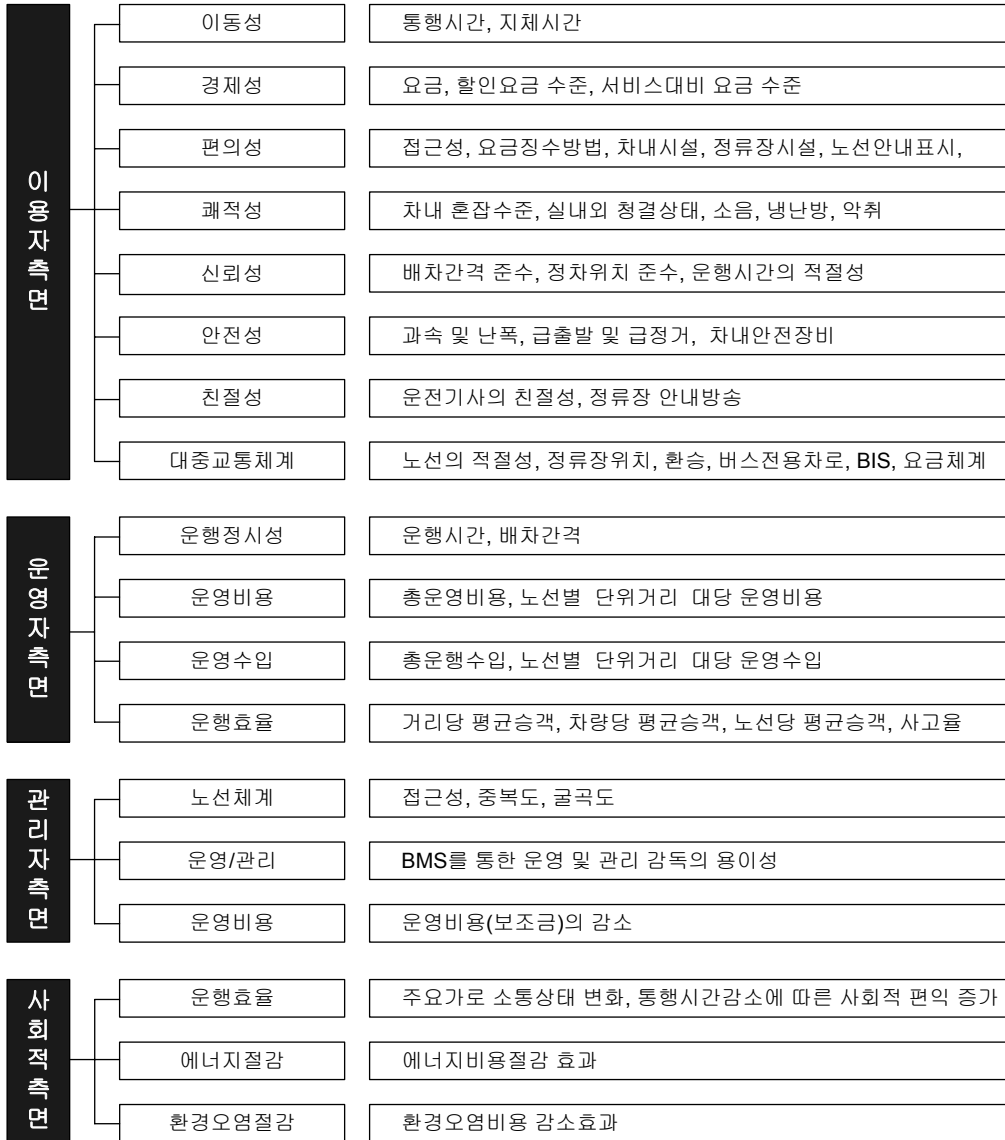 이용자측면
이동성
통행시간, 지체시간
경제성
요금, 할인요금 수준, 서비스대비 요금 수준
편의성
접근성, 요금징수방법, 차내시설, 정류장시설, 노선안내표시,
쾌적성
차내 혼잡수준, 실내외 청결상태, 소음, 냉난방, 악취
신뢰성
배차간격 준수, 정차위치 준수, 운행시간의 적절성
안전성
과속 및 난폭, 급출발 및 급정거, 차내안전장비
친절성
운전기사의 친절성, 정류장 안내방송
대중교통체계
노선의 적절성, 정류장위치, 환승, 버스전용차로, BIS, 요금체계
운영자측면
운행정시성
운행시간, 배차간격
운영비용
총운영비용, 노선별 단위거리 대당 운영비용
운영수입
총운행수입, 노선별 단위거리 대당 운영수입
운행효율
거리당 평균승객, 차량당 평균승객, 노선당 평균승객, 사고율
관리자측면
노선체계
접근성, 중복도, 굴곡도
운영/관리
BMS를 통한 운영 및 관리 감독의 용이성
운영비용
운영비용(보조금)의 감소
사회적측면
운행효율
주요가로 소통상태 변화, 통행시간감소에 따른 사회적 편익 증가
에너지절감
에너지비용절감 효과
환경오염절감
환경오염비용 감소효과